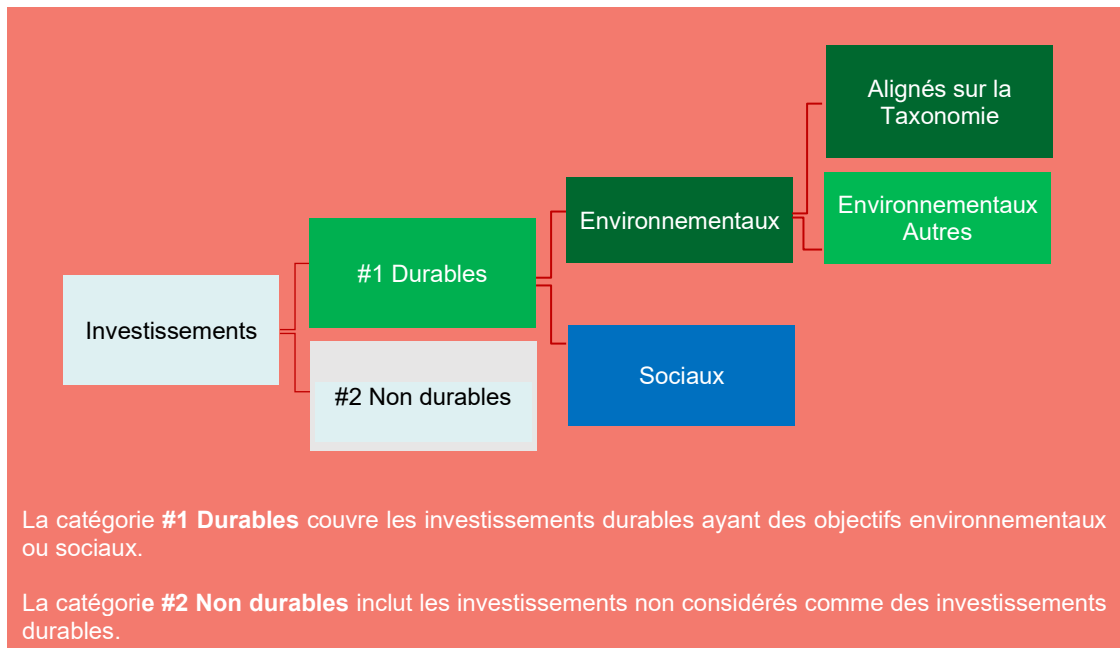 Alignés sur la
Taxonomie
Environnementaux
Environnementaux
Autres
#1 Durables
Investissements
Sociaux
#2 Non durables
La catégorie #1 Durables couvre les investissements durables ayant des objectifs environnementaux
ou sociaux.
La catégorie #2 Non durables inclut les investissements non considérés comme des investissements
durables.